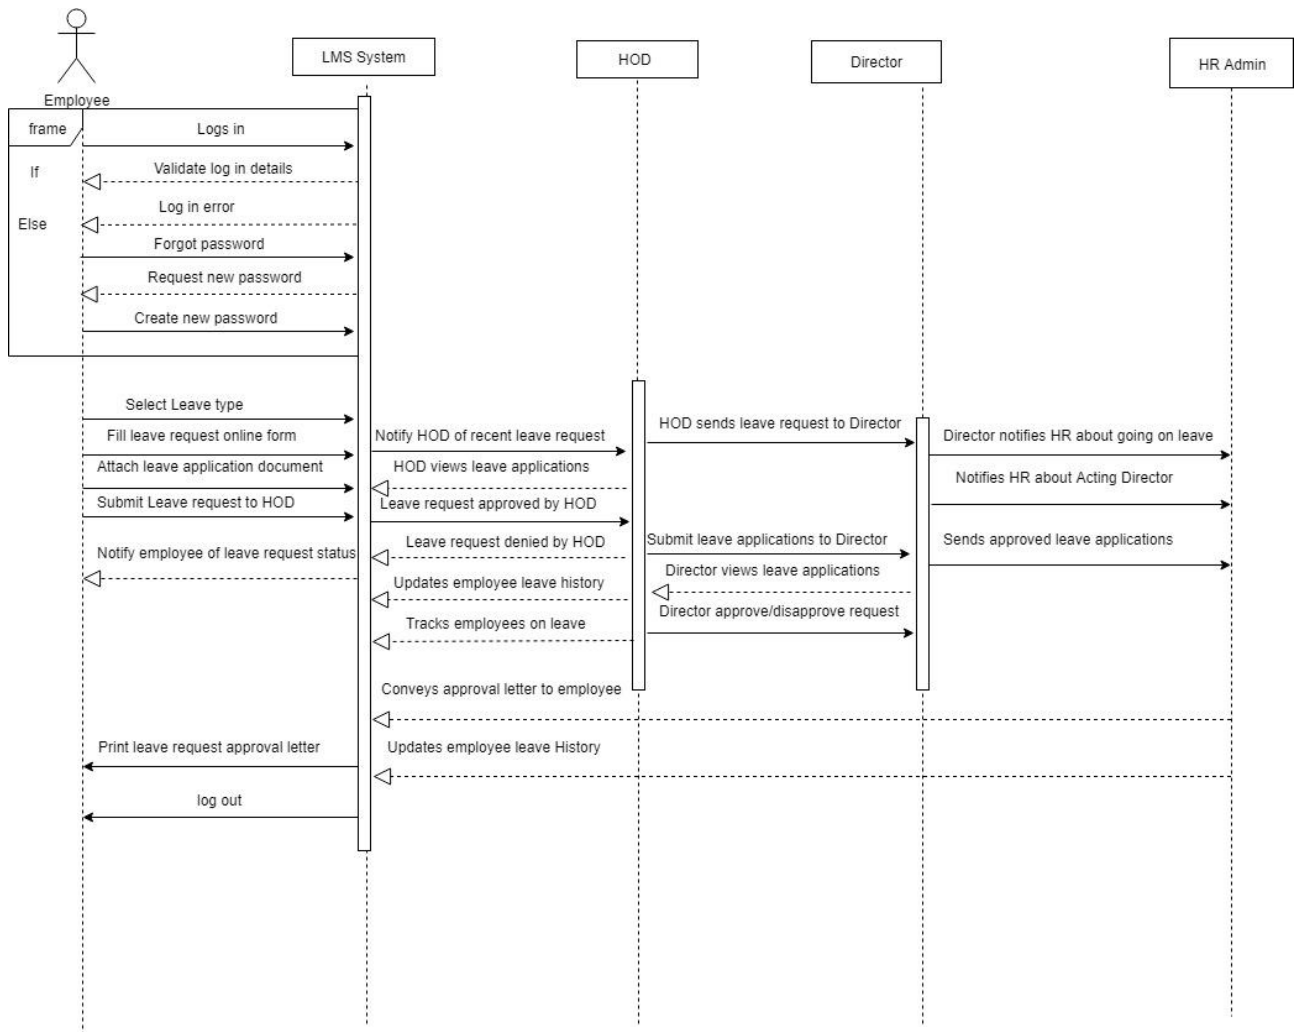 LMS System
HOD
Director
HR Admin
Employee
frame
Logs in
If
Validate log in details
Log in error
Else
Forgot password
Request new password
Create new password
Select Leave type
Fill leave request online form
Attach leave application document
Submit Leave request to HOD
Notify employee of leave request status
Notify HOD of recent leave request
HOD views leave applications
Leave request approved by HOD
Leave request denied by HOD
Updates employee leave history
Tracks employees on leave
HOD sends leave request to Director
Submit leave applications to Director
Director views leave applications
Director approve/disapprove request
Director notifies HR about going on leave
Notifies HR about Acting Director
Sends approved leave applications
Conveys approval letter to employee
Print leave request approval letter
Updates employee leave History
log out